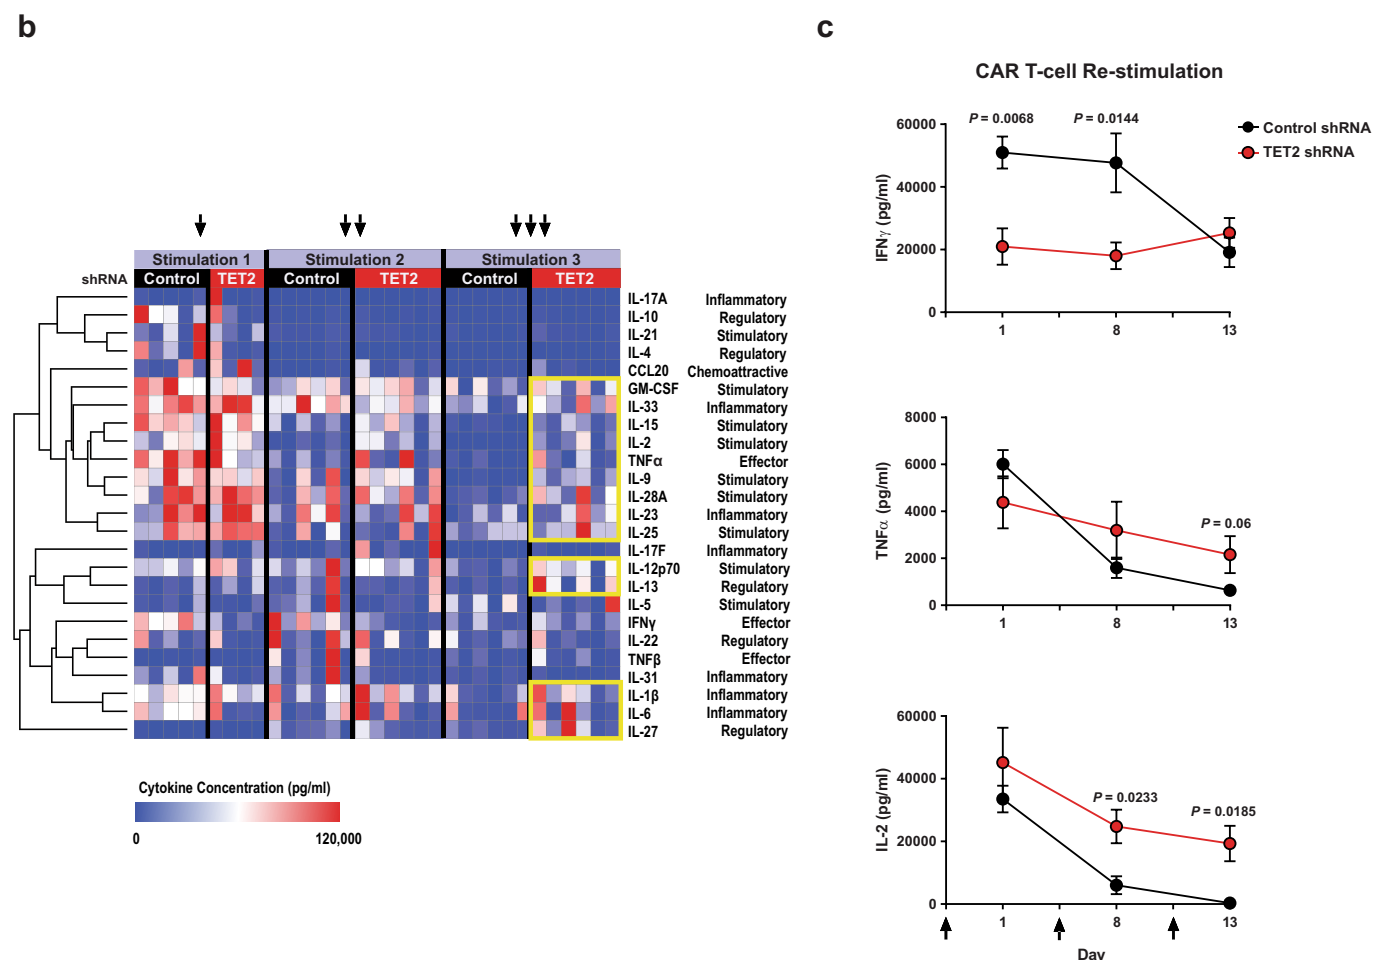 b
Stimulation 1 Stimulation 2 Stimulation 3
shRNA Control TET2 Control TET2 Control TET2
IL-17A Inflammatory
IL-10 Regulatory
IL-21 Stimulatory
IL-4 Regulatory
CCL20 Chemoattractive
GM-CSF Stimulatory
IL-33 Inflammatory
IL-15 Stimulatory
IL-2 Stimulatory
TNFα Effector
IL-9 Stimulatory
IL-28A Stimulatory
IL-23 Inflammatory
IL-25 Stimulatory
IL-17F Inflammatory
IL-12p70 Stimulatory
IL-13 Regulatory
IL-5 Stimulatory
IFNγ Effector
IL-22 Regulatory
TNFβ Effector
IL-31 Inflammatory
IL-1β Inflammatory
IL-6 Inflammatory
IL-27 Regulatory
Cytokine Concentration (pg/ml)
0 120,000
c
CAR T-cell Re-stimulation
Control shRNA
TET2 shRNA
P = 0.0068 P = 0.0144
IFNγ (pg/ml)
60000
40000
20000
0
1 8 13
TNFα (pg/ml)
8000
6000
4000
2000
0
P = 0.06
1 8 13
IL-2 (pg/ml)
60000
40000
20000
0
P = 0.0233 P = 0.0185
1 8 13
Day